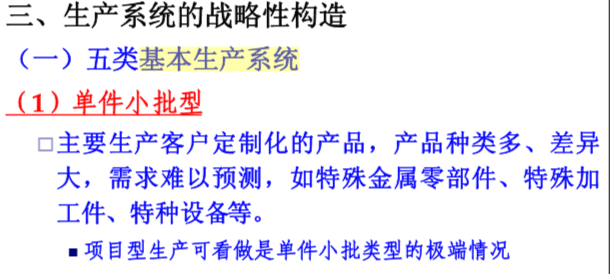 三、生产系统的战略性构造
（一）五类基本生产系统
（1）单件小批型
□主要生产客户定制化的产品，产品种类多、差异
大，需求难以预测，如特殊金属零部件、特殊加
工件、特种设备等。
■ 项目型生产可看做是单件小批类型的极端情况